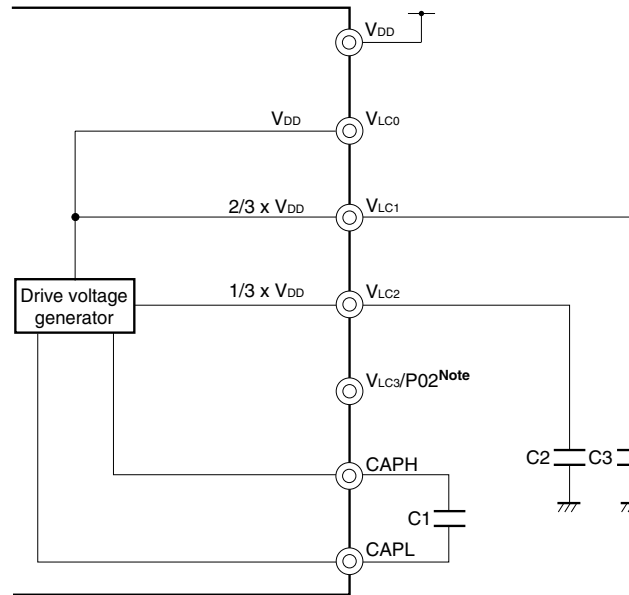 VDD
VDD VLC0
2/3 x VDD VLC1
Drive voltage
generator
1/3 x VDD VLC2
VLC3/P02Note
CAPH
C1
C2 C3
CAPL